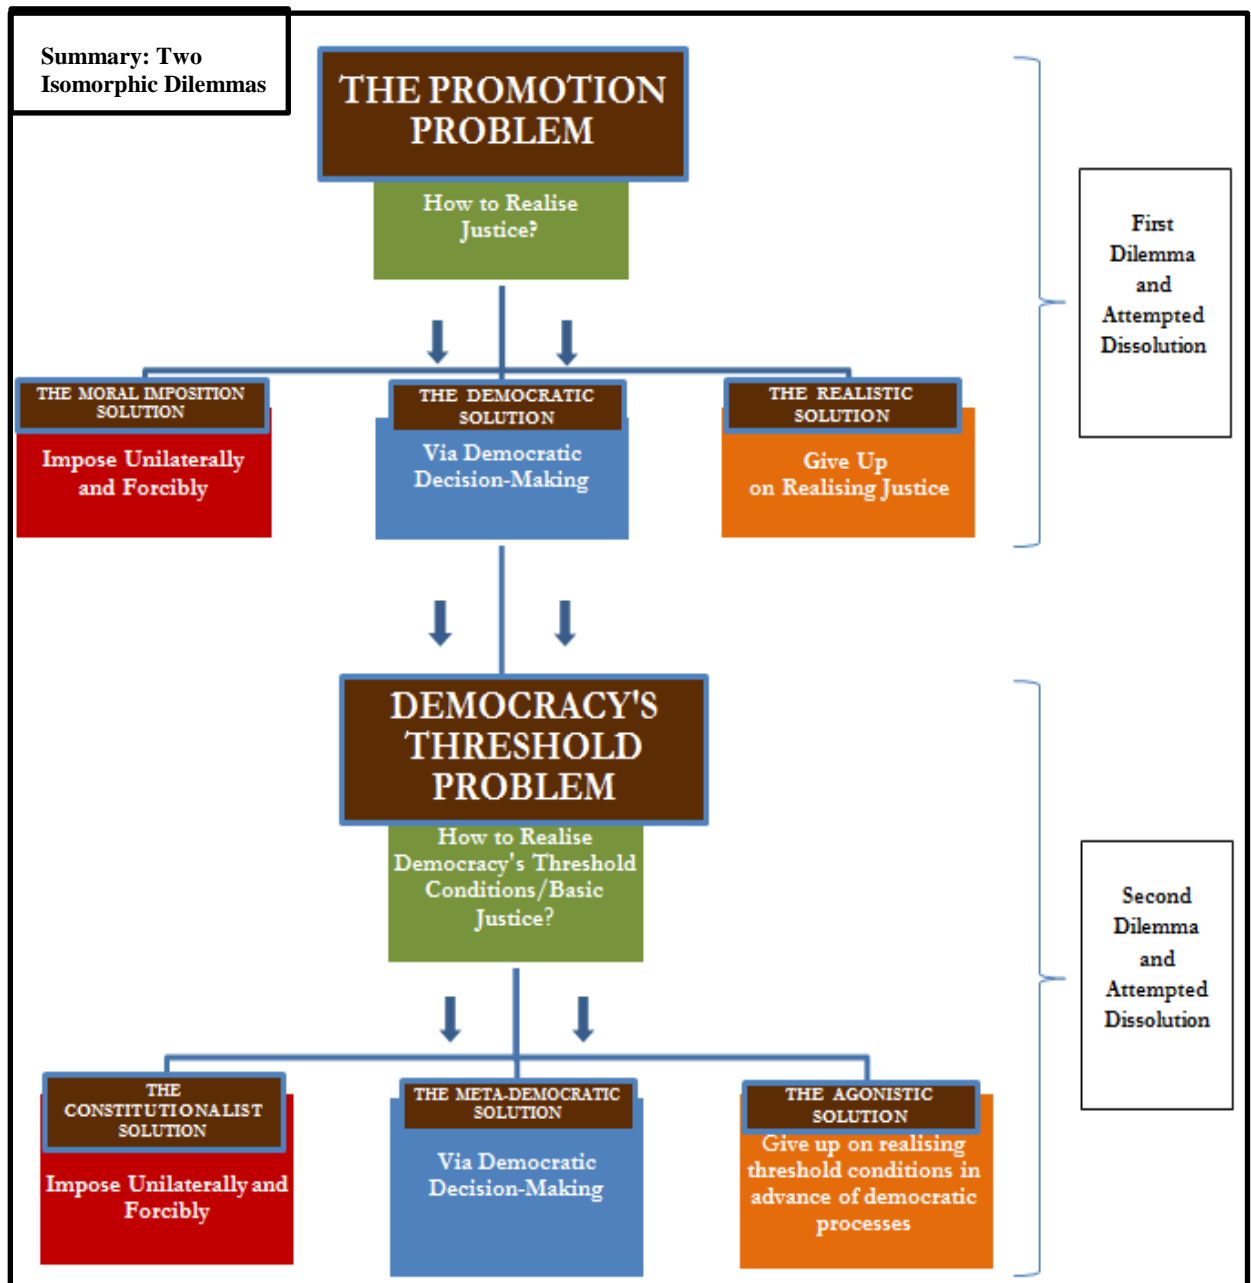 Summary: Two
Isomorphic Dilemmas
THE PROMOTION
PROBLEM
How to Realise
Justice?
First
Dilemma
and
Attempted
Dissolution
THE MORAL IMPOSITION
SOLUTION
Impose Unilaterally
and Forcibly
THE DEMOCRATIC
SOLUTION
Via Democratic
Decision-Making
THE REALISTIC
SOLUTION
Give Up
on Realising Justice
DEMOCRACY'S
THRESHOLD
PROBLEM
How to Realise
Democracy's Threshold
Conditions/Basic
Justice?
Second
Dilemma
and
Attempted
Dissolution
THE
CONSTITUTIONALIST
SOLUTION
Impose Unilaterally and
Forcibly
THE META-DEMOCRATIC
SOLUTION
Via Democratic
Decision-Making
THE AGONISTIC
SOLUTION
Give up on realising
threshold conditions in
advance of democratic
processes